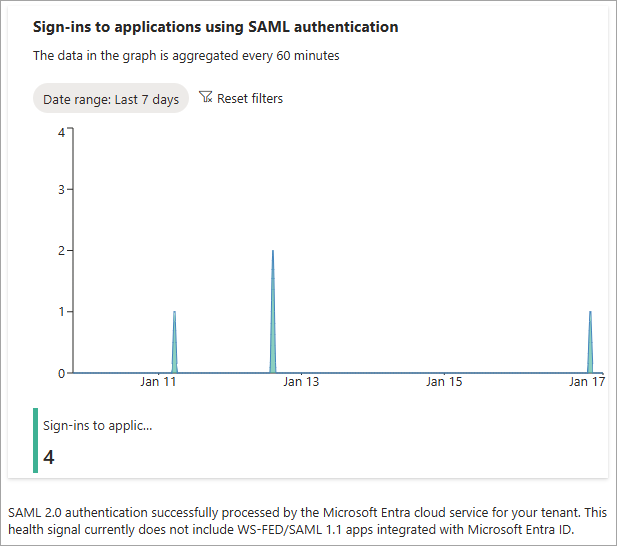 Sign-ins to applications using SAML authentication
The data in the graph is aggregated every 60 minutes
Date range: Last 7 days
Reset filters
4
3
2
1
0
Jan 11
Jan 13
Jan 15
Jan 17
Sign-ins to applic...
4
SAML 2.0 authentication successfully processed by the Microsoft Entra cloud service for your tenant. This
health signal currently does not include WS-FED/SAML 1.1 apps integrated with Microsoft Entra ID.